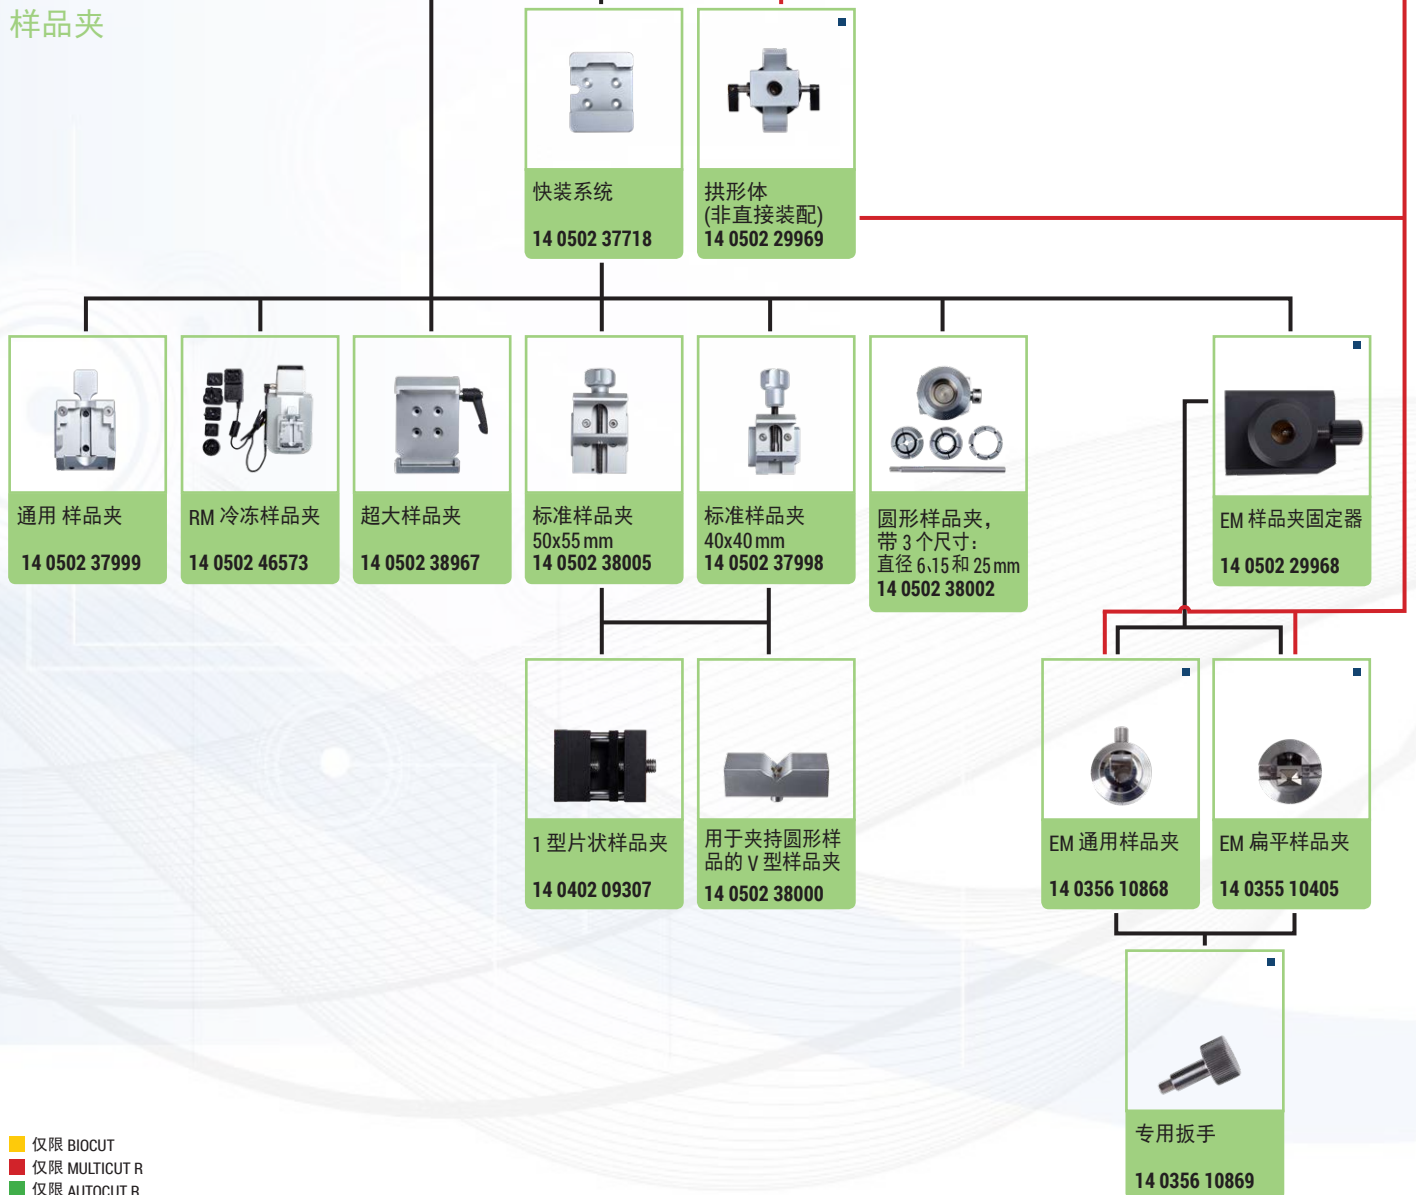 样品夹
快装系统
14 0502 37718
拱形体
(非直接装配)
14 0502 29969
通用 样品夹
14 0502 37999
RM 冷冻样品夹
14 0502 46573
超大样品夹
14 0502 38967
标准样品夹
50x55 mm
14 0502 38005
标准样品夹
40x40 mm
14 0502 37998
圆形样品夹，
带 3 个尺寸：
直径 6、15 和 25 mm
14 0502 38002
EM 样品夹固定器
14 0502 29968
1 型片状样品夹
14 0402 09307
用于夹持圆形样
品的 V 型样品夹
14 0502 38000
EM 通用样品夹
14 0356 10868
EM 扁平样品夹
14 0355 10405
专用扳手
14 0356 10869
仅限 BIOCUT
仅限 MULTICUT R
仅限 AUTOCUT R